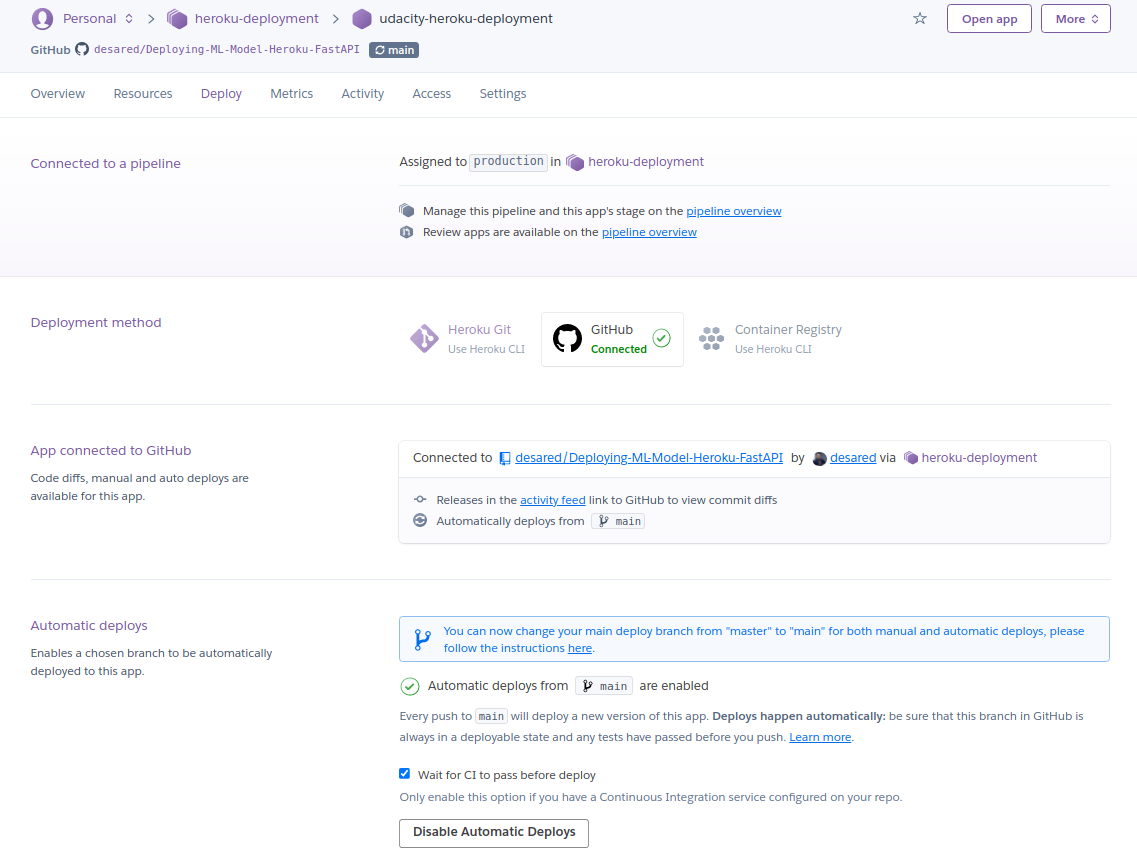 Personal heroku-deployment udacity-heroku-deployment Open app More
GitHub desared/Deploying-ML-Model-Heroku-FastAPI main
Overview Resources Deploy Metrics Activity Access Settings
Connected to a pipeline
Assigned to production in heroku-deployment
Manage this pipeline and this app's stage on the pipeline overview
Review apps are available on the pipeline overview
Deployment method
Heroku Git
Use Heroku CLI
GitHub
Connected
Container Registry
Use Heroku CLI
App connected to GitHub
Code diffs, manual and auto deploys are
available for this app.
Connected to desared/Deploying-ML-Model-Heroku-FastAPI by desared via heroku-deployment
Releases in the activity feed link to GitHub to view commit diffs
Automatically deploys from main
Automatic deploys
Enables a chosen branch to be automatically
deployed to this app.
You can now change your main deploy branch from "master" to "main" for both manual and automatic deploys, please
follow the instructions here.
Automatic deploys from main are enabled
Every push to main will deploy a new version of this app. Deploys happen automatically: be sure that this branch in GitHub is
always in a deployable state and any tests have passed before you push. Learn more.
Wait for CI to pass before deploy
Only enable this option if you have a Continuous Integration service configured on your repo.
Disable Automatic Deploys